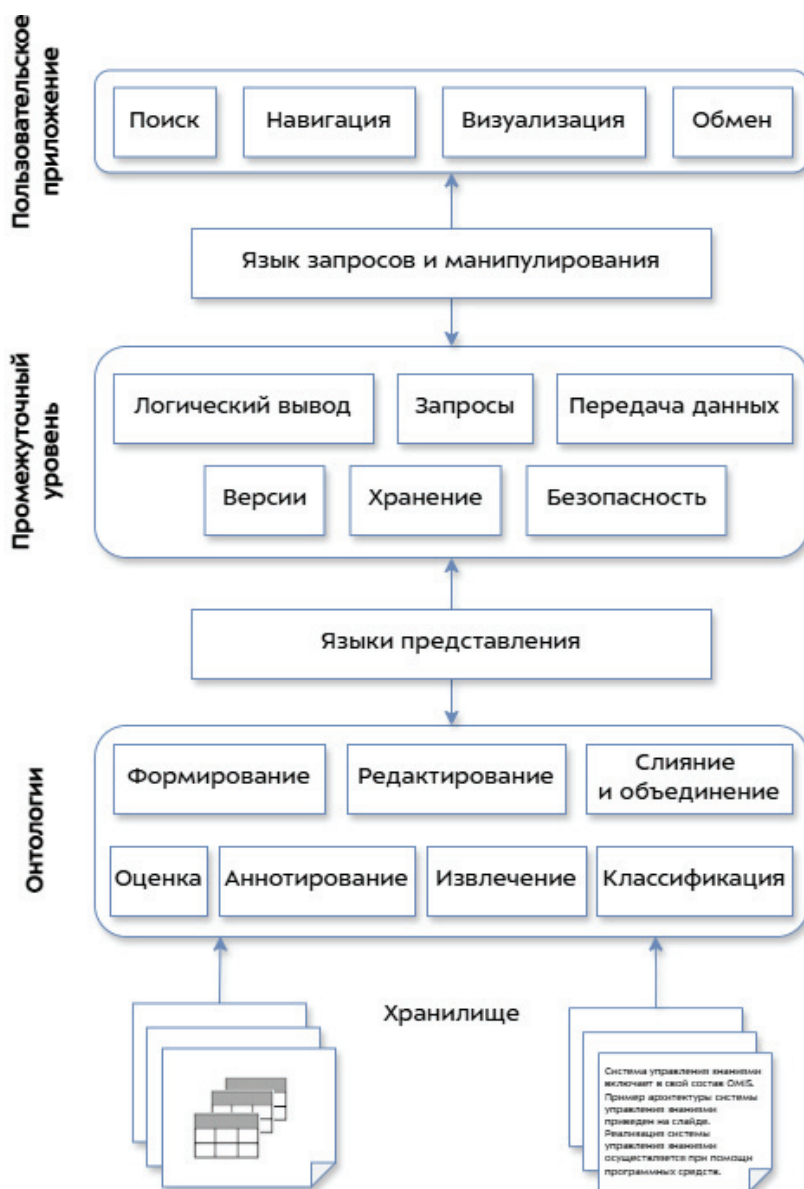 Пользовательское
приложение
Поиск
Навигация
Визуализация
Обмен
Язык запросов и манипулирования
Промежуточный
уровень
Логический вывод
Запросы
Передача данных
Версии
Хранение
Безопасность
Языки представления
Онтологии
Формирование
Редактирование
Слияние
и объединение
Оценка
Аннотирование
Извлечение
Классификация
Хранилище
Система управления знаниями
включает в свой состав OMIS.
Пример архитектуры системы
управления знаниями
приведен на слайде.
Реализация системы
управления знаниями
осуществляется при помощи
программных средств.